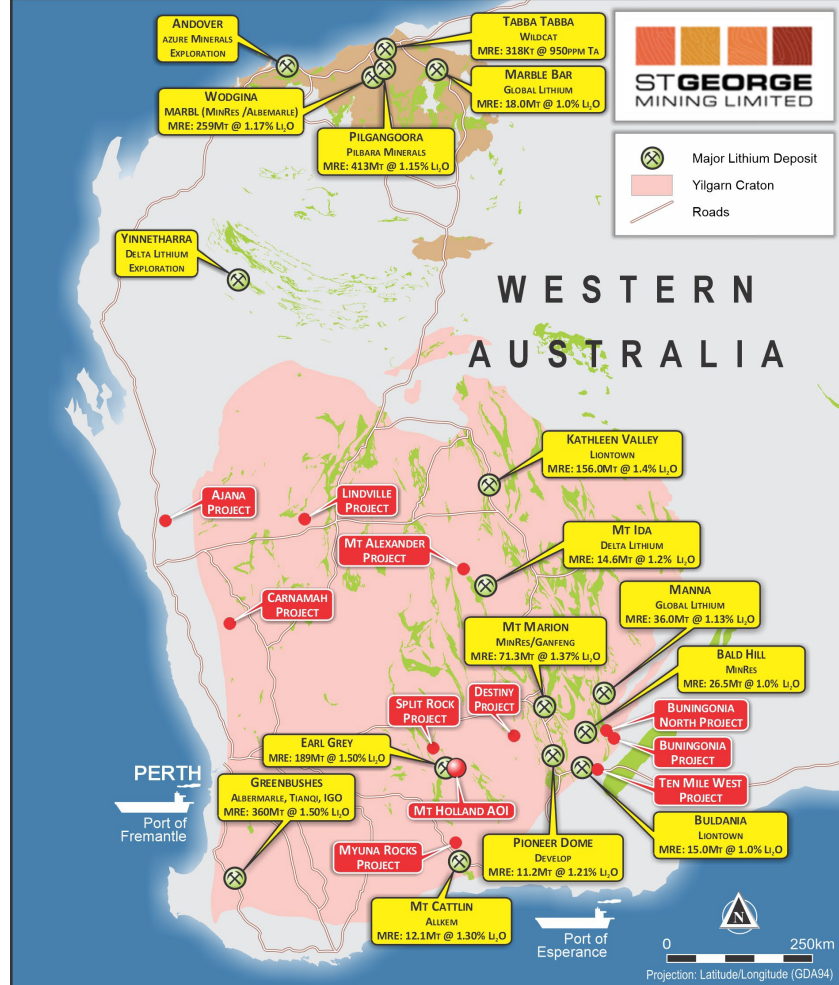 ANDOVER
AZURE MINERALS
EXPLORATION
TABBA TABBA
WILDCAT
MRE: 318KT @ 950PPM TA
MARBLE BAR
GLOBAL LITHIUM
MRE: 18.0MT @ 1.0% LI₂O
WODGINA
MARBL (MINRES /ALBEMARLE)
MRE: 259MT @ 1.17% LI₂O
PILGANGOORA
PILBARA MINERALS
MRE: 413MT @ 1.15% LI₂O
STGEORGE
MINING LIMITED
Major Lithium Deposit
Yilgarn Craton
Roads
YINNETHARRA
DELTA LITHIUM
EXPLORATION
WESTERN
AUSTRALIA
KATHLEEN VALLEY
LIONTOWN
MRE: 156.0MT @ 1.4% LI₂O
AJANA
PROJECT
LINDVILLE
PROJECT
MT ALEXANDER
PROJECT
MT IDA
DELTA LITHIUM
MRE: 14.6MT @ 1.2% LI₂O
CARNAMAH
PROJECT
MANNA
GLOBAL LITHIUM
MRE: 36.0MT @ 1.13% LI₂O
MT MARION
MINRES/GANFENG
MRE: 71.3MT @ 1.37% LI₂O
BALD HILL
MINRES
MRE: 26.5MT @ 1.0% LI₂O
SPLIT ROCK
PROJECT
DESTINY
PROJECT
BUNINGONIA
NORTH PROJECT
BUNINGONIA
PROJECT
TEN MILE WEST
PROJECT
EARL GREY
MRE: 189MT @ 1.50% LI₂O
PERTH
Port of
Fremantle
GREENBUSHES
ALBERMARLE, TIANQI, IGO
MRE: 360MT @ 1.50% LI₂O
MT HOLLAND AOI
BULDANIA
LIONTOWN
MRE: 15.0MT @ 1.0% LI₂O
MYUNA ROCKS
PROJECT
PIONEER DOME
DEVELOP
MRE: 11.2MT @ 1.21% LI₂O
MT CATTLIN
ALLKEM
MRE: 12.1MT @ 1.30% LI₂O
Port of
Esperance
N
0 250km
Projection: Latitude/Longitude (GDA94)